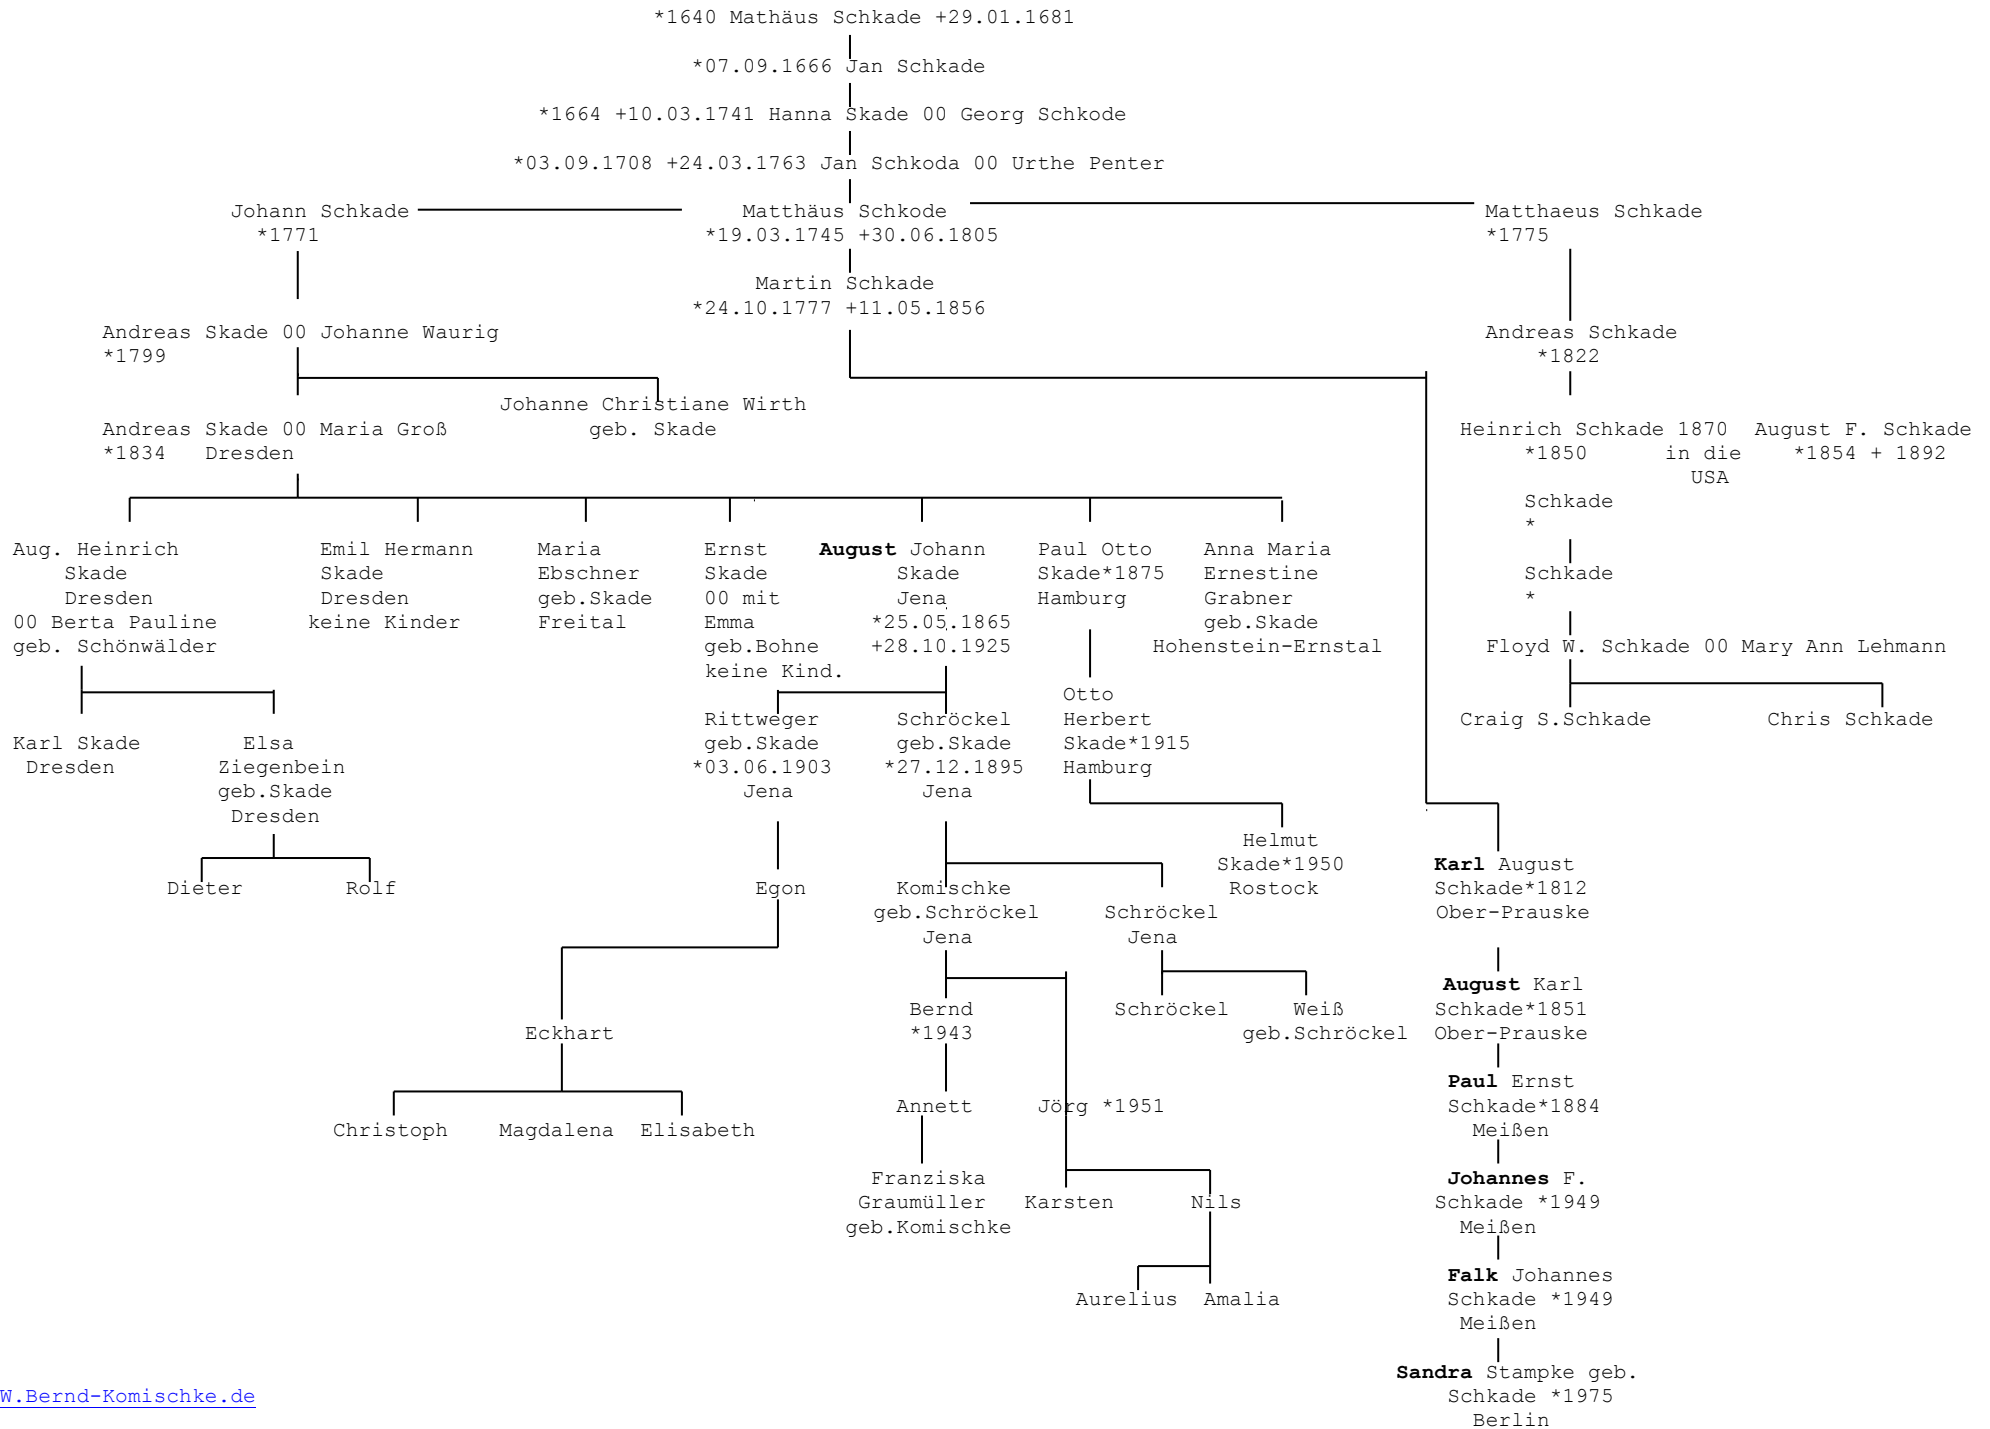 *1640 Mathäus Schkade +29.01.1681
*07.09.1666 Jan Schkade
*1664 +10.03.1741 Hanna Skade 00 Georg Schkode
*03.09.1708 +24.03.1763 Jan Schkoda 00 Urthe Penter
Johann Schkade
*1771
Matthäus Schkode
*19.03.1745 +30.06.1805
Matthaeus Schkade
*1775
Martin Schkade
*24.10.1777 +11.05.1856
Andreas Skade 00 Johanne Waurig
*1799
Andreas Schkade
*1822
Johanne Christiane Wirth
geb. Skade
Andreas Skade 00 Maria Groß
*1834 Dresden
Heinrich Schkade 1870
*1850 in die
USA
August F. Schkade
*1854 + 1892
Schkade
*
Schkade
*
Floyd W. Schkade 00 Mary Ann Lehmann
Craig S.Schkade
Chris Schkade
Aug. Heinrich
Skade
Dresden
00 Berta Pauline
geb. Schönwälder
Emil Hermann
Skade
Dresden
keine Kinder
Maria
Ebschner
geb.Skade
Freital
Ernst
Skade
00 mit
Emma
geb.Bohne
keine Kind.
August Johann
Skade
Jena
*25.05.1865
+28.10.1925
Paul Otto
Skade*1875
Hamburg
Anna Maria
Ernestine
Grabner
geb.Skade
Hohenstein-Ernstal
Karl Skade
Dresden
Elsa
Ziegenbein
geb.Skade
Dresden
Dieter
Rolf
Rittweger
geb.Skade
*03.06.1903
Jena
Schröckel
geb.Skade
*27.12.1895
Jena
Otto
Herbert
Skade*1915
Hamburg
Helmut
Skade*1950
Rostock
Egon
Komischke
geb.Schröckel
Jena
Schröckel
Jena
Eckhart
Bernd
*1943
Schröckel
Weiß
geb.Schröckel
Christoph
Magdalena
Elisabeth
Annett
Jörg *1951
Franziska
Graumüller
geb.Komischke
Karsten
Nils
Aurelius
Amalia
Karl August
Schkade*1812
Ober-Prauske
August Karl
Schkade*1851
Ober-Prauske
Paul Ernst
Schkade*1884
Meißen
Johannes F.
Schkade *1949
Meißen
Falk Johannes
Schkade *1949
Meißen
Sandra Stampke geb.
Schkade *1975
Berlin
W.Bernd-Komischke.de